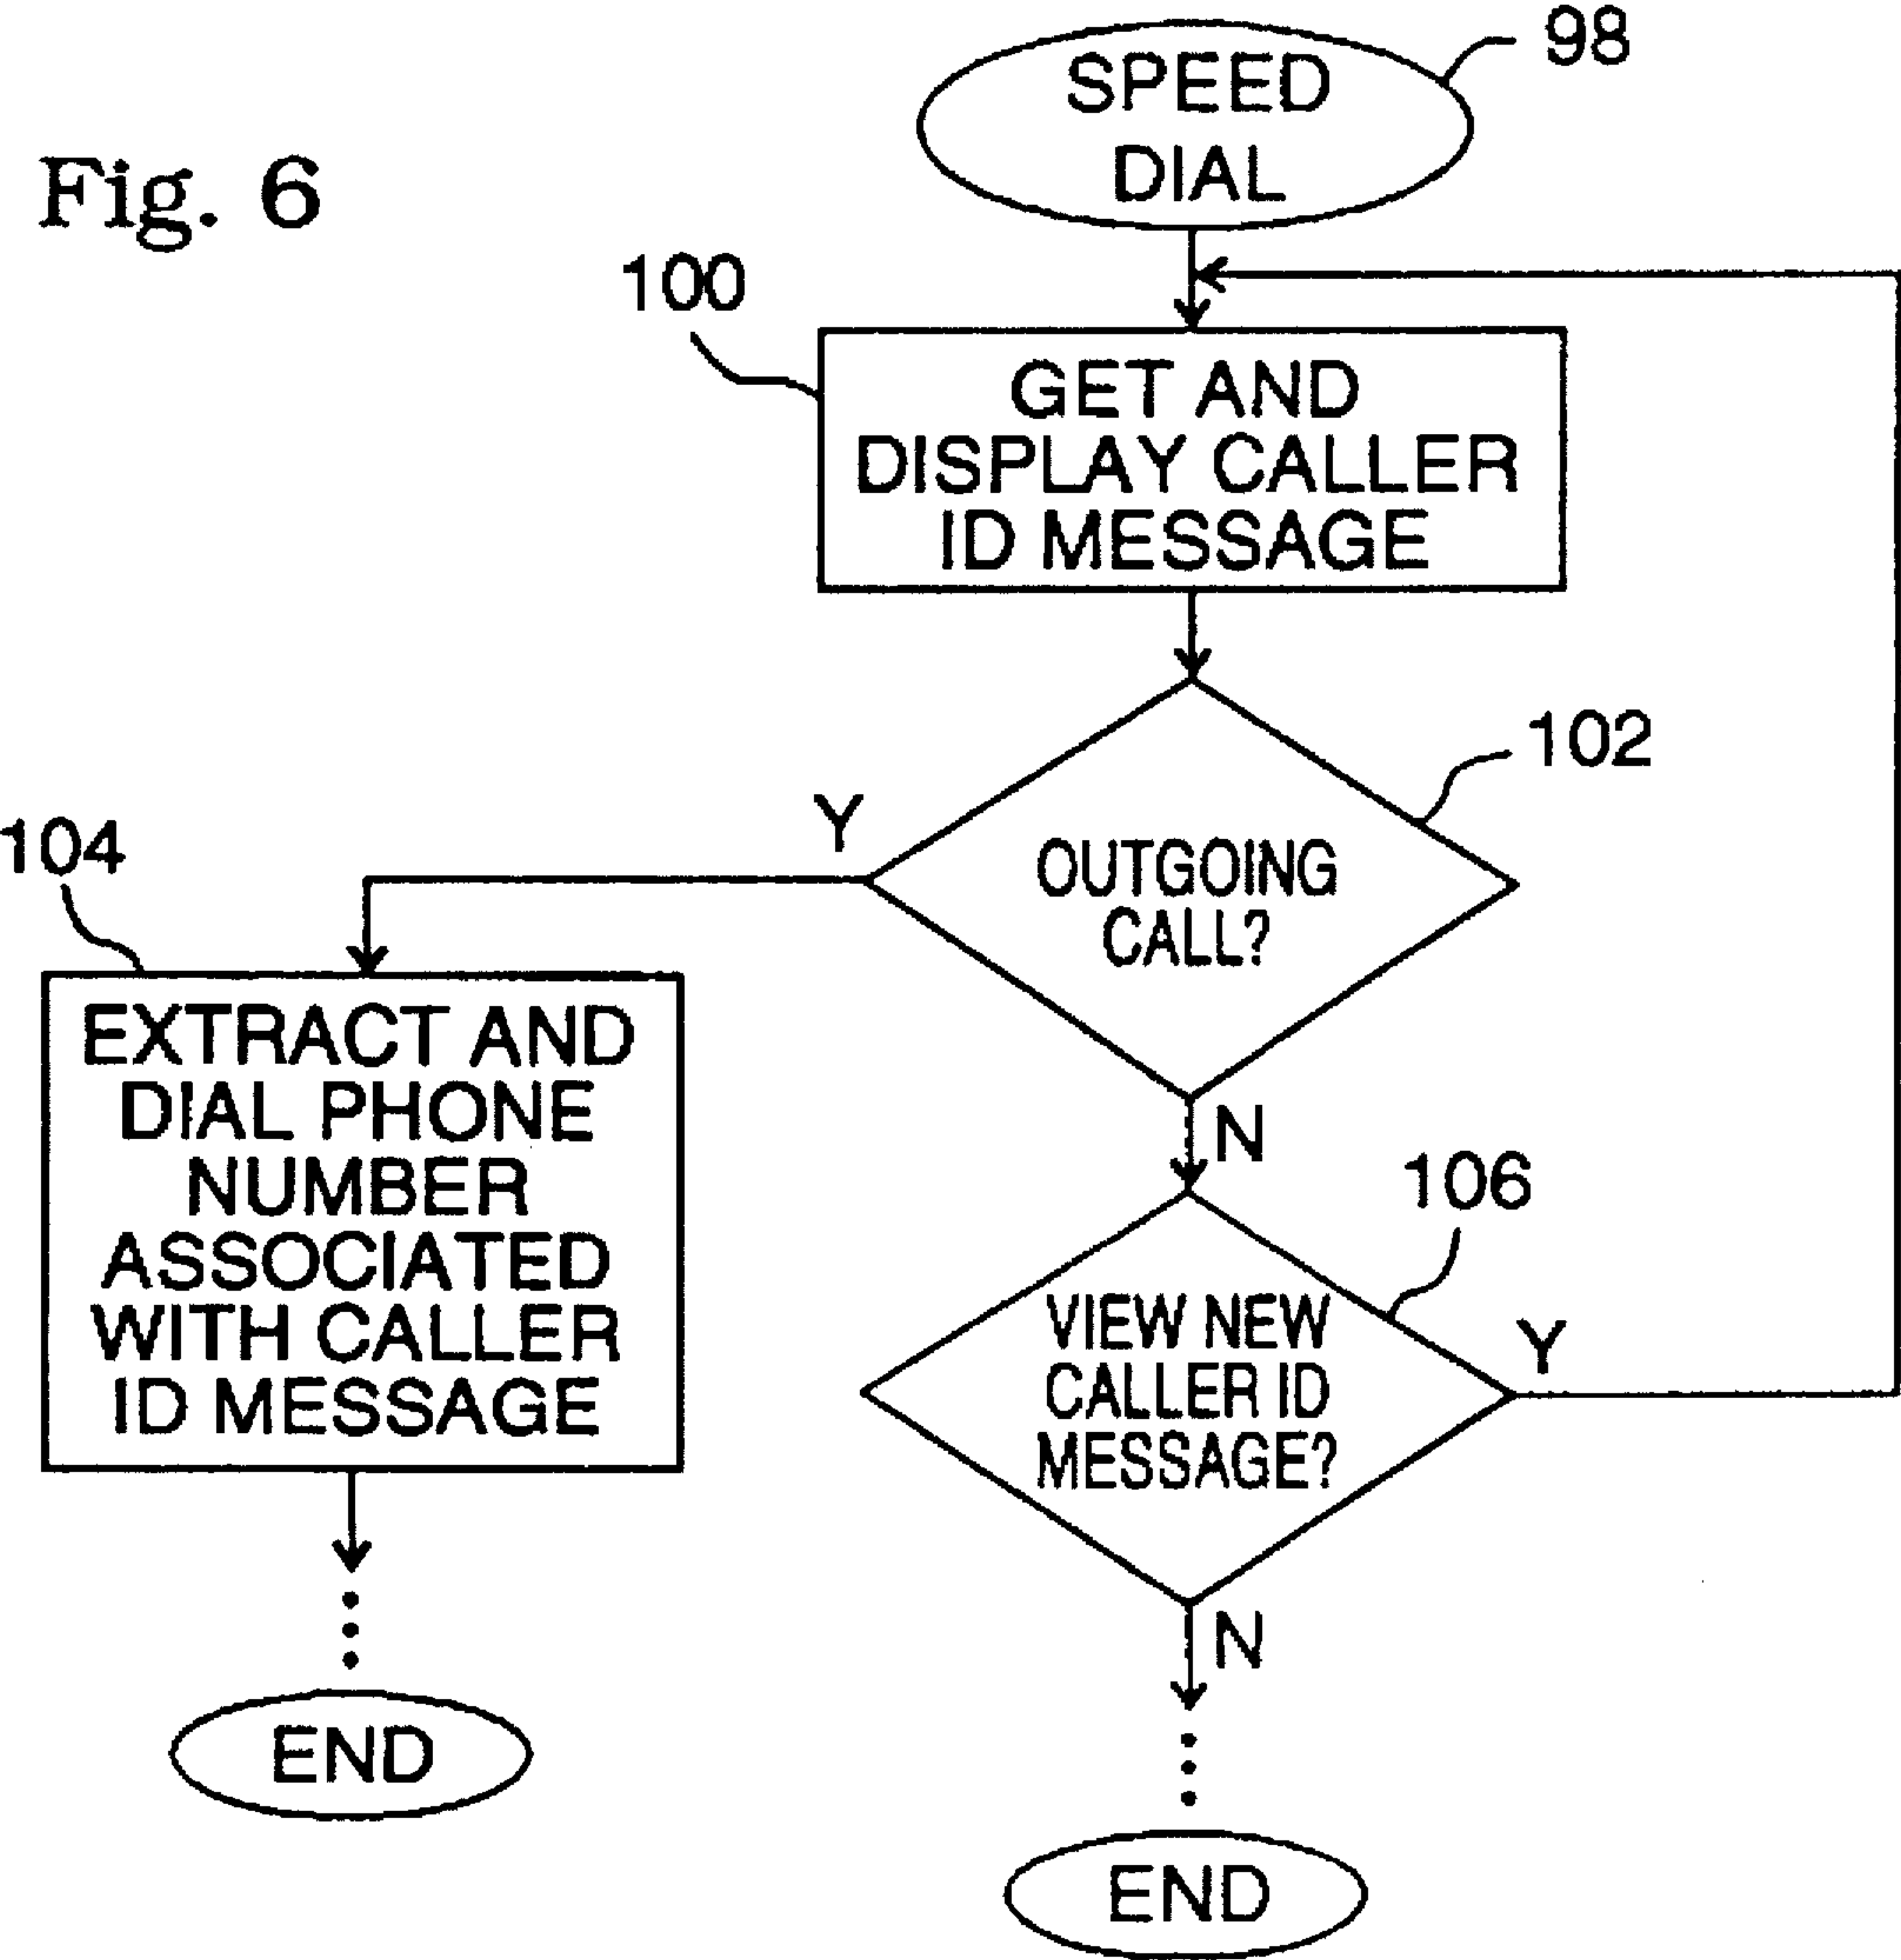 Fig. 6
SPEED
DIAL
98
100
GET AND
DISPLAY CALLER
ID MESSAGE
102
OUTGOING
CALL?
Y
104
EXTRACT AND
DIAL PHONE
NUMBER
ASSOCIATED
WITH CALLER
ID MESSAGE
N
106
VIEW NEW
CALLER ID
MESSAGE?
Y
N
END
END